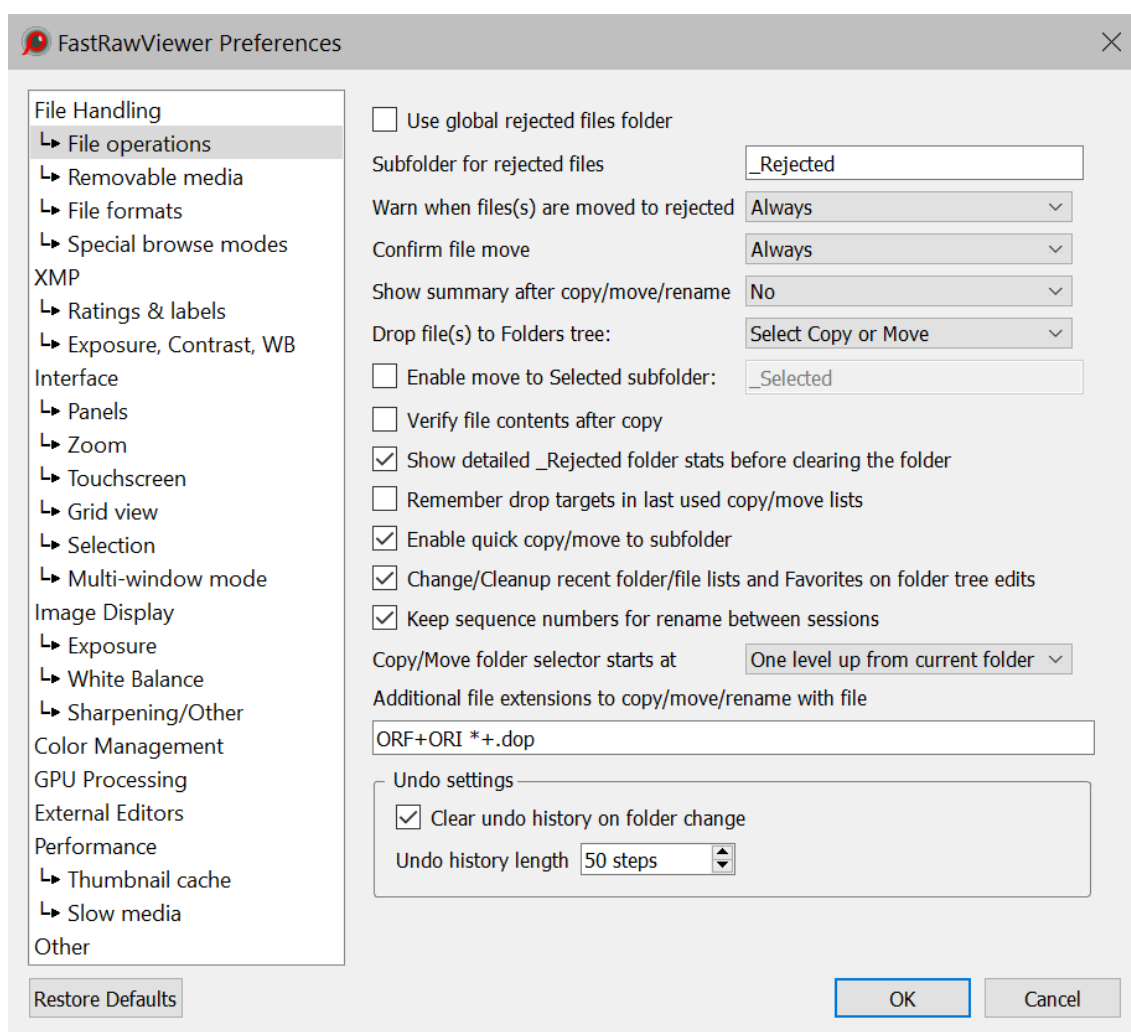 FastRawViewer Preferences
File Handling
File operations
Removable media
File formats
Special browse modes
XMP
Ratings & labels
Exposure, Contrast, WB
Interface
Panels
Zoom
Touchscreen
Grid view
Selection
Multi-window mode
Image Display
Exposure
White Balance
Sharpening/Other
Color Management
GPU Processing
External Editors
Performance
Thumbnail cache
Slow media
Other
Use global rejected files folder
Subfolder for rejected files _Rejected
Warn when files(s) are moved to rejected Always
Confirm file move Always
Show summary after copy/move/rename No
Drop file(s) to Folders tree: Select Copy or Move
Enable move to Selected subfolder: _Selected
Verify file contents after copy
Show detailed _Rejected folder stats before clearing the folder
Remember drop targets in last used copy/move lists
Enable quick copy/move to subfolder
Change/Cleanup recent folder/file lists and Favorites on folder tree edits
Keep sequence numbers for rename between sessions
Copy/Move folder selector starts at One level up from current folder
Additional file extensions to copy/move/rename with file
ORF+ORI *+.dop
Undo settings
Clear undo history on folder change
Undo history length 50 steps
Restore Defaults OK Cancel